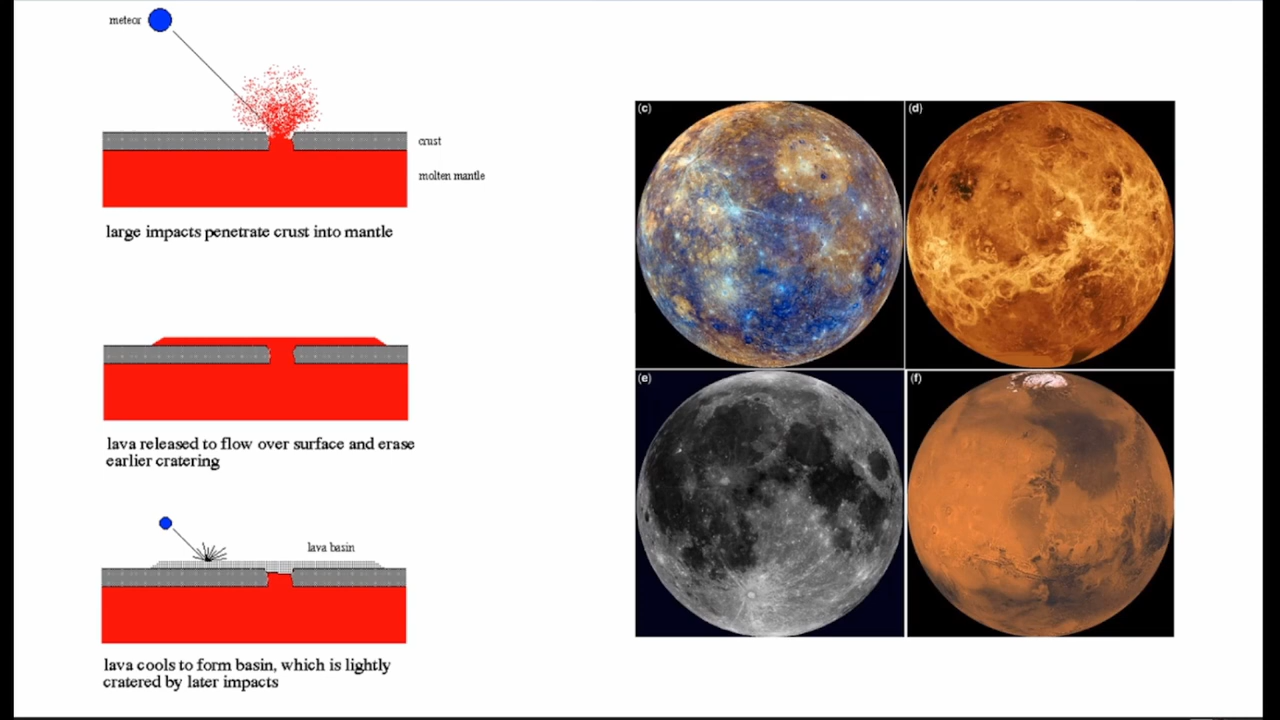 meteor
crust
molten mantle
large impacts penetrate crust into mantle
lava released to flow over surface and erase
earlier cratering
lava basin
lava cools to form basin, which is lightly
cratered by later impacts
(c)
(d)
(e)
(f)